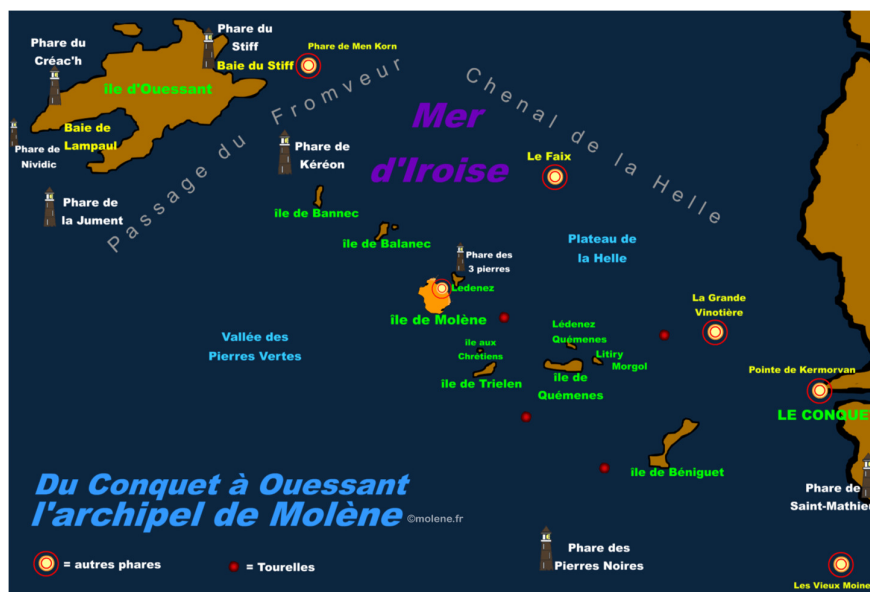 Phare du
Stiff
Phare du
Créac'h
Phare de Men Korn
Baie du Stiff
île d'Ouessant
Passage du Fromveur
Chenal de la Helle
Mer
d'Iroise
Baie de
Lampaul
Phare de
Nividic
Phare de
Kéréon
Le Faix
Phare de
la Jument
île de Bannec
île de Balanec
Plateau de
la Helle
Phare des
3 pierres
Lédenez
La Grande
Vinotière
île de Molène
Lédenez
Quémenes
Vallée des
Pierres Vertes
île aux
Chrétiens
Litiry
Morgol
Pointe de Kermorvan
île de Trielen
île de
Quémenes
LE CONQUET
île de Béniguet
Phare de
Saint-Mathieu
Du Conquet à Ouessant
l'archipel de Molène ©molene.fr
Phare des
Pierres Noires
= autres phares
= Tourelles
Les Vieux Moine